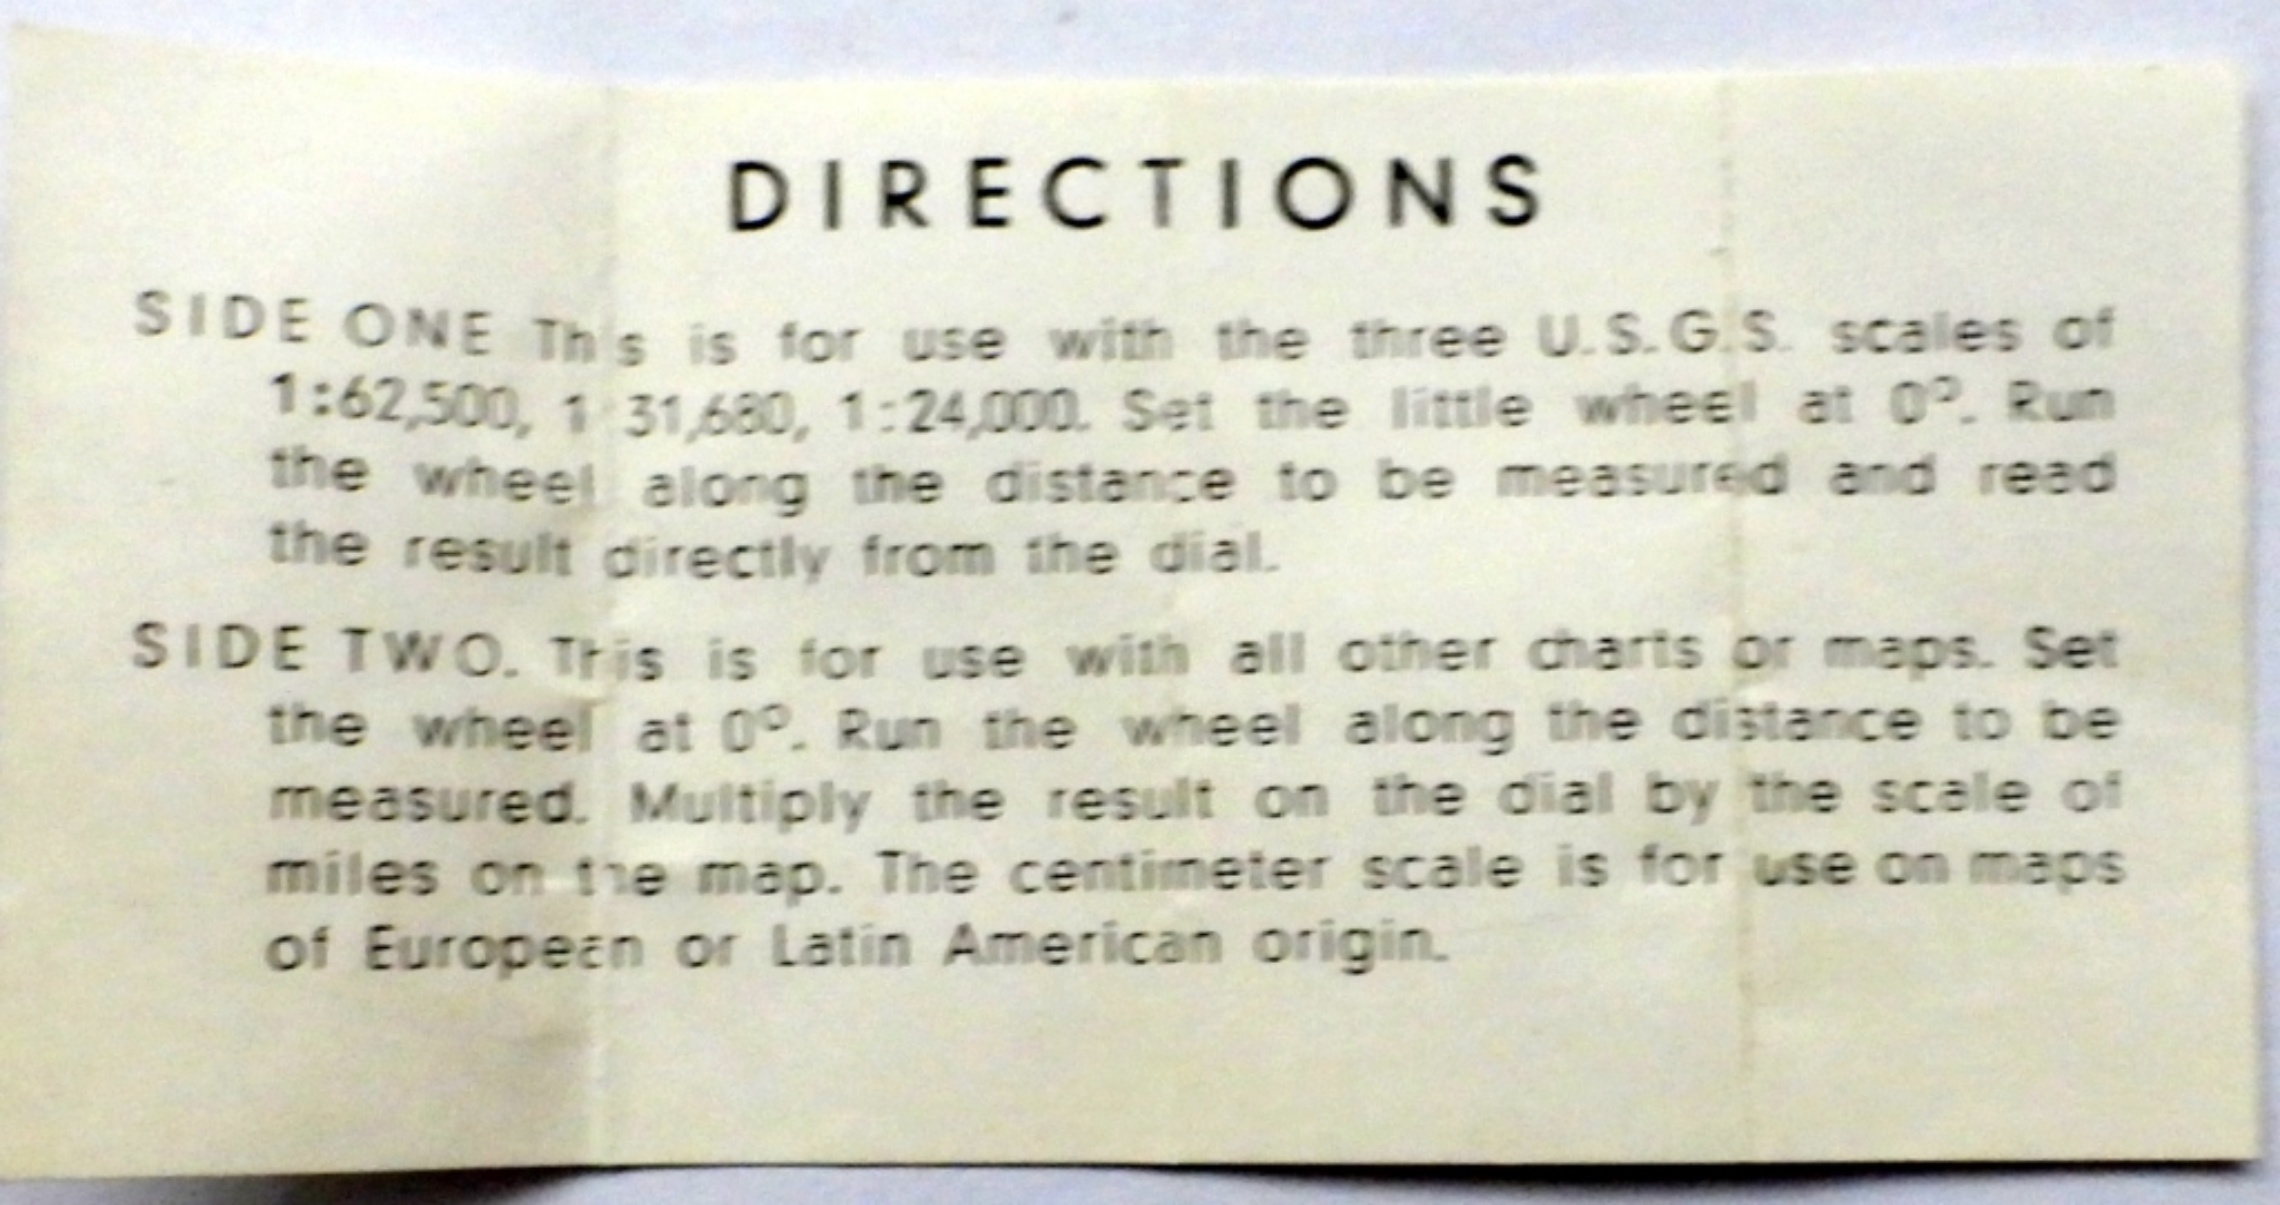 DIRECTIONS
SIDE ONE This is for use with the three U.S.G.S. scales of
1:62,500, 1:31,680, 1:24,000. Set the little wheel at 0°. Run
the wheel along the distance to be measured and read
the result directly from the dial.
SIDE TWO. This is for use with all other charts or maps. Set
the wheel at 0°. Run the wheel along the distance to be
measured. Multiply the result on the dial by the scale of
miles on the map. The centimeter scale is for use on maps
of European or Latin American origin.